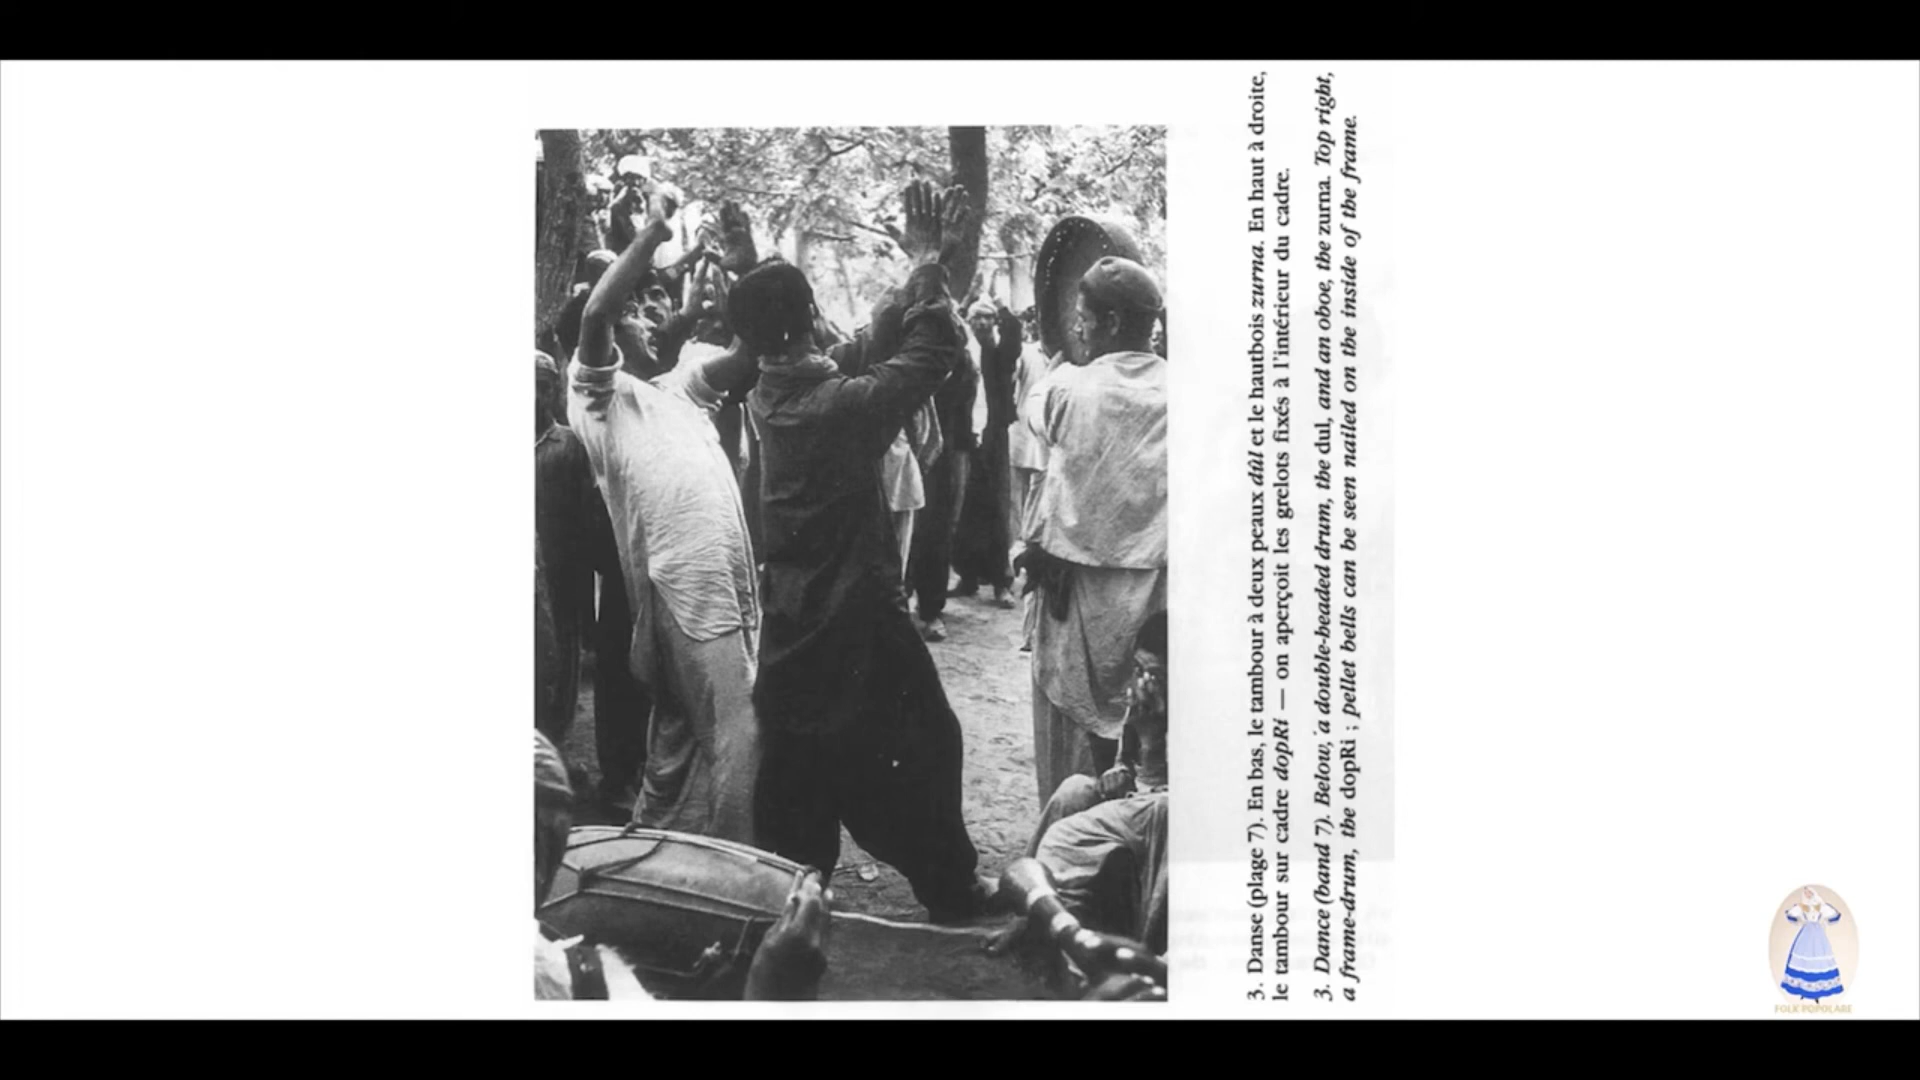 3. Danse (plage 7). En bas, le tambour à deux peaux dûl et le hautbois zurna. En haut à droite,
le tambour sur cadre dopRi — on aperçoit les grelots fixés à l'intérieur du cadre.
3. Dance (band 7). Below, a double-beaded drum, the dul, and an oboe, the zurna. Top right,
a frame-drum, the dopRi ; pellet bells can be seen nailed on the inside of the frame.
FOLK POPOLARE